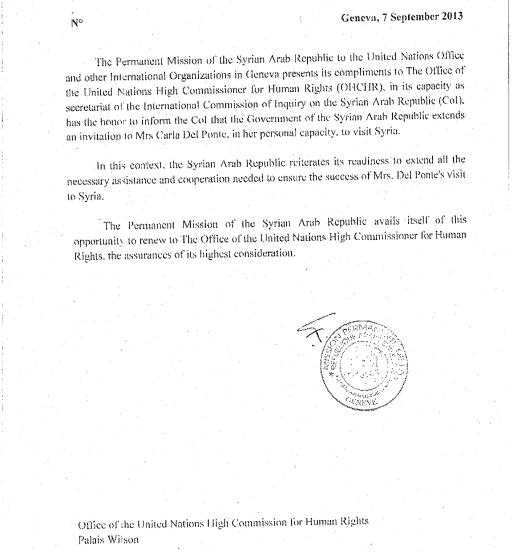 Nº
Geneva, 7 September 2013
The Permanent Mission of the Syrian Arab Republic to the United Nations Office
and other International Organizations in Geneva presents its compliments to The Office of
the United Nations High Commissioner for Human Rights (OHCHR), in its capacity as
secretariat of the International Commission of Inquiry on the Syrian Arab Republic (CoI),
has the honor to inform the CoI that the Government of the Syrian Arab Republic extends
an invitation to Mrs Carla Del Ponte, in her personal capacity, to visit Syria.
In this context, the Syrian Arab Republic reiterates its readiness to extend all the
necessary assistance and cooperation needed to ensure the success of Mrs. Del Ponte's visit
to Syria.
The Permanent Mission of the Syrian Arab Republic avails itself of this
opportunity to renew to The Office of the United Nations High Commissioner for Human
Rights, the assurances of its highest consideration.
MISSION PERMANENTE
REPUBLIQUE
GENEVE
Office of the United Nations High Commission for Human Rights
Palais Wilson